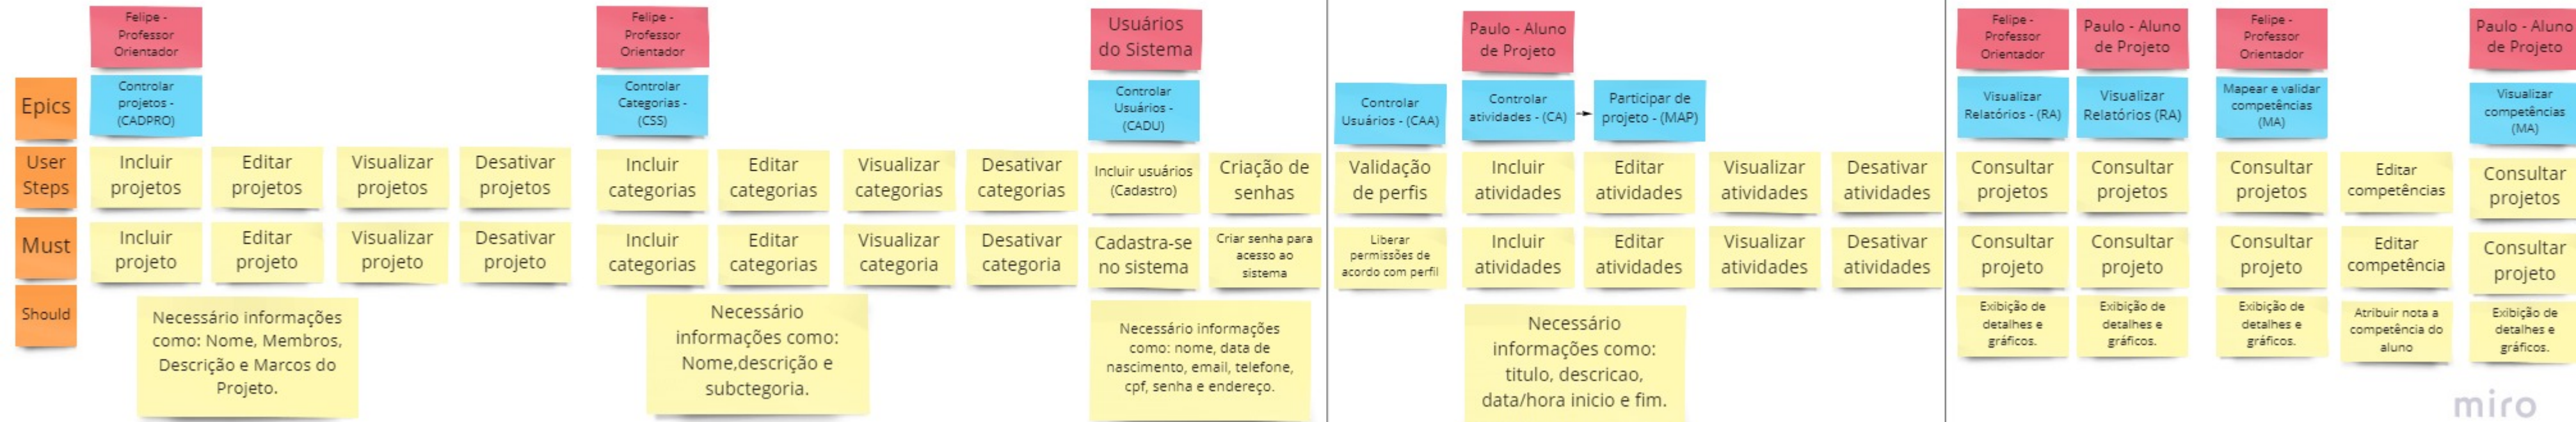 Felipe -
Professor
Orientador
Felipe -
Professor
Orientador
Usuários
do Sistema
Paulo - Aluno
de Projeto
Felipe -
Professor
Orientador
Paulo - Aluno
de Projeto
Felipe -
Professor
Orientador
Paulo - Aluno
de Projeto
Epics
Controlar
projetos -
(CADPRO)
Controlar
Categorias -
(CSS)
Controlar
Usuários -
(CADU)
Controlar
Usuários - (CAA)
Controlar
atividades - (CA)
Participar de
projeto - (MAP)
Visualizar
Relatórios - (RA)
Visualizar
Relatórios (RA)
Mapear e validar
competências
(MA)
Visualizar
competências
(MA)
User
Steps
Incluir
projetos
Editar
projetos
Visualizar
projetos
Desativar
projetos
Incluir
categorias
Editar
categorias
Visualizar
categorias
Desativar
categorias
Incluir usuários
(Cadastro)
Criação de
senhas
Validação
de perfis
Incluir
atividades
Editar
atividades
Visualizar
atividades
Desativar
atividades
Consultar
projetos
Consultar
projetos
Consultar
projetos
Editar
competências
Consultar
projetos
Must
Incluir
projeto
Editar
projeto
Visualizar
projeto
Desativar
projeto
Incluir
categorias
Editar
categorias
Visualizar
categoria
Desativar
categoria
Cadastra-se
no sistema
Criar senha para
acesso ao
sistema
Liberar
permissões de
acordo com perfil
Incluir
atividades
Editar
atividades
Visualizar
atividades
Desativar
atividades
Consultar
projeto
Consultar
projeto
Consultar
projeto
Editar
competência
Consultar
projeto
Should
Necessário informações
como: Nome, Membros,
Descrição e Marcos do
Projeto.
Necessário
informações como:
Nome,descrição e
subctegoria.
Necessário informações
como: nome, data de
nascimento, email, telefone,
cpf, senha e endereço.
Necessário
informações como:
titulo, descricao,
data/hora inicio e fim.
Exibição de
detalhes e
gráficos.
Exibição de
detalhes e
gráficos.
Exibição de
detalhes e
gráficos.
Atribuir nota a
competência do
aluno
Exibição de
detalhes e
gráficos.
miro